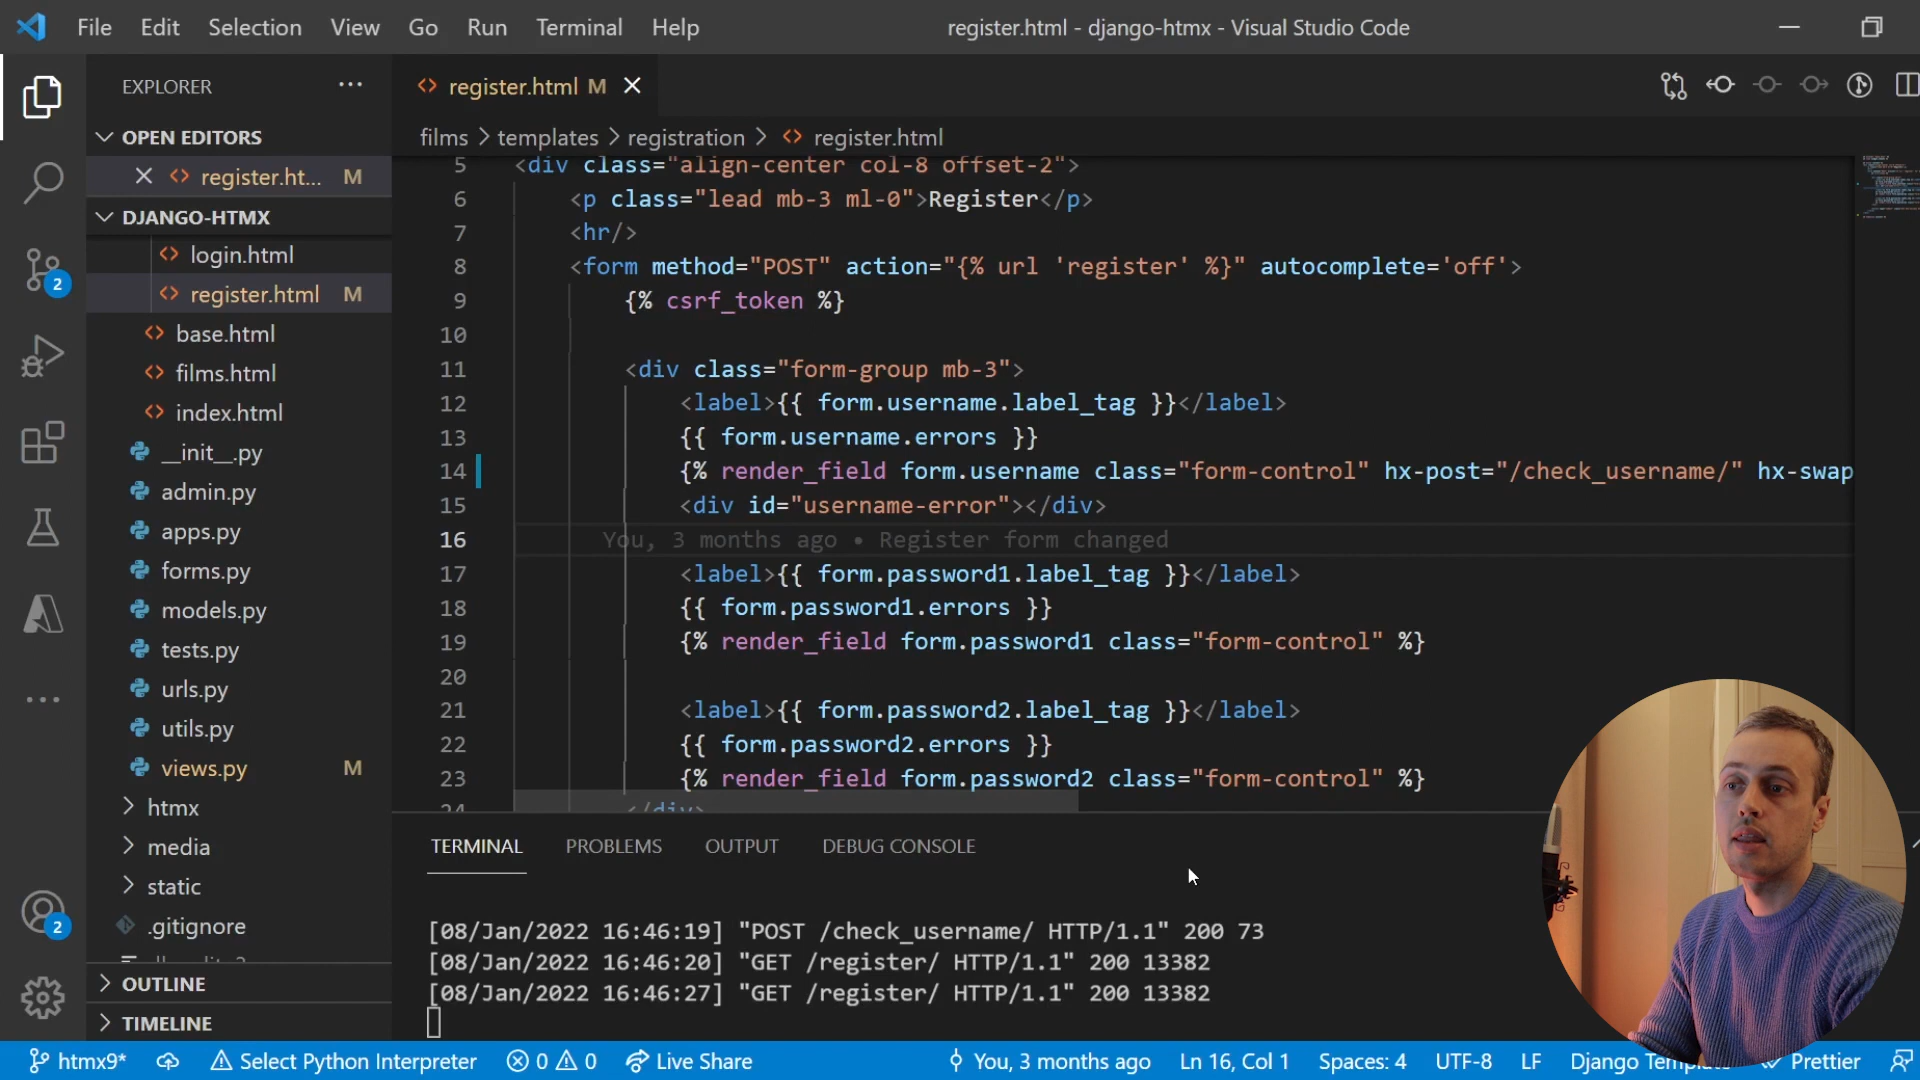 File Edit Selection View Go Run Terminal Help
register.html - django-htmx - Visual Studio Code
EXPLORER
OPEN EDITORS
register.ht... M
DJANGO-HTMX
login.html
register.html M
base.html
films.html
index.html
__init__.py
admin.py
apps.py
forms.py
models.py
tests.py
urls.py
utils.py
views.py M
htmx
media
static
.gitignore
OUTLINE
TIMELINE
2
2
register.html M
films > templates > registration > register.html
5 <div class="align-center col-8 offset-2">
6 <p class="lead mb-3 ml-0">Register</p>
7 <hr/>
8 <form method="POST" action="{% url 'register' %}" autocomplete='off'>
9 {% csrf_token %}
10
11 <div class="form-group mb-3">
12 <label>{{ form.username.label_tag }}</label>
13 {{ form.username.errors }}
14 {% render_field form.username class="form-control" hx-post="/check_username/" hx-swap
15 <div id="username-error"></div>
16 You, 3 months ago • Register form changed
17 <label>{{ form.password1.label_tag }}</label>
18 {{ form.password1.errors }}
19 {% render_field form.password1 class="form-control" %}
20
21 <label>{{ form.password2.label_tag }}</label>
22 {{ form.password2.errors }}
23 {% render_field form.password2 class="form-control" %}
24 </div>
TERMINAL PROBLEMS OUTPUT DEBUG CONSOLE
[08/Jan/2022 16:46:19] "POST /check_username/ HTTP/1.1" 200 73
[08/Jan/2022 16:46:20] "GET /register/ HTTP/1.1" 200 13382
[08/Jan/2022 16:46:27] "GET /register/ HTTP/1.1" 200 13382
htmx9* Select Python Interpreter 0 0 Live Share You, 3 months ago Ln 16, Col 1 Spaces: 4 UTF-8 LF Django Prettier